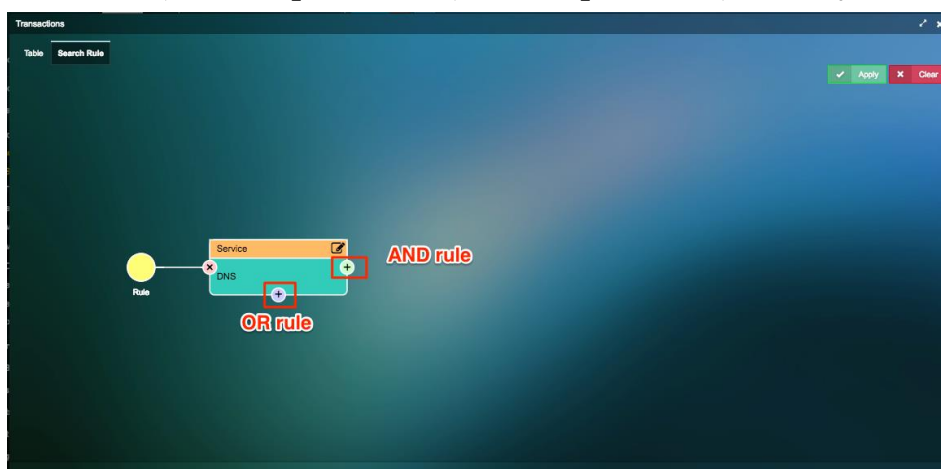 Transactions
Table Search Rule
Apply Clear
Service
AND rule
DNS
Rule
OR rule